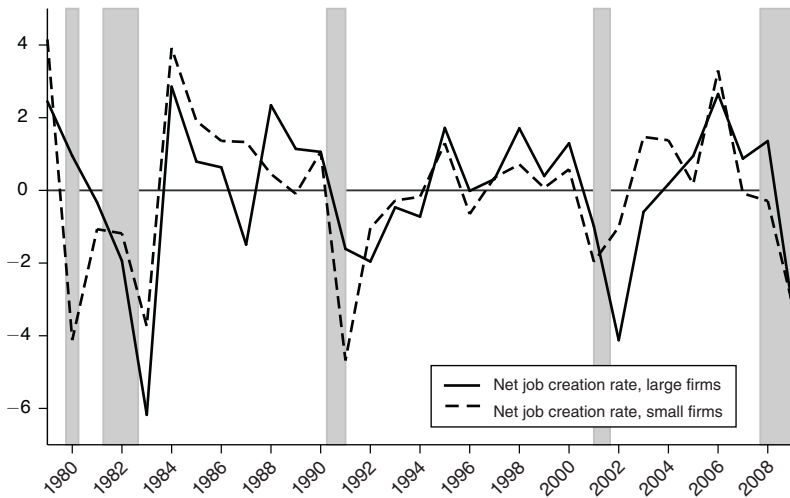 4
2
0
−2
−4
−6
Net job creation rate, large firms
Net job creation rate, small firms
1980 1982 1984 1986 1988 1990 1992 1994 1996 1998 2000 2002 2004 2006 2008